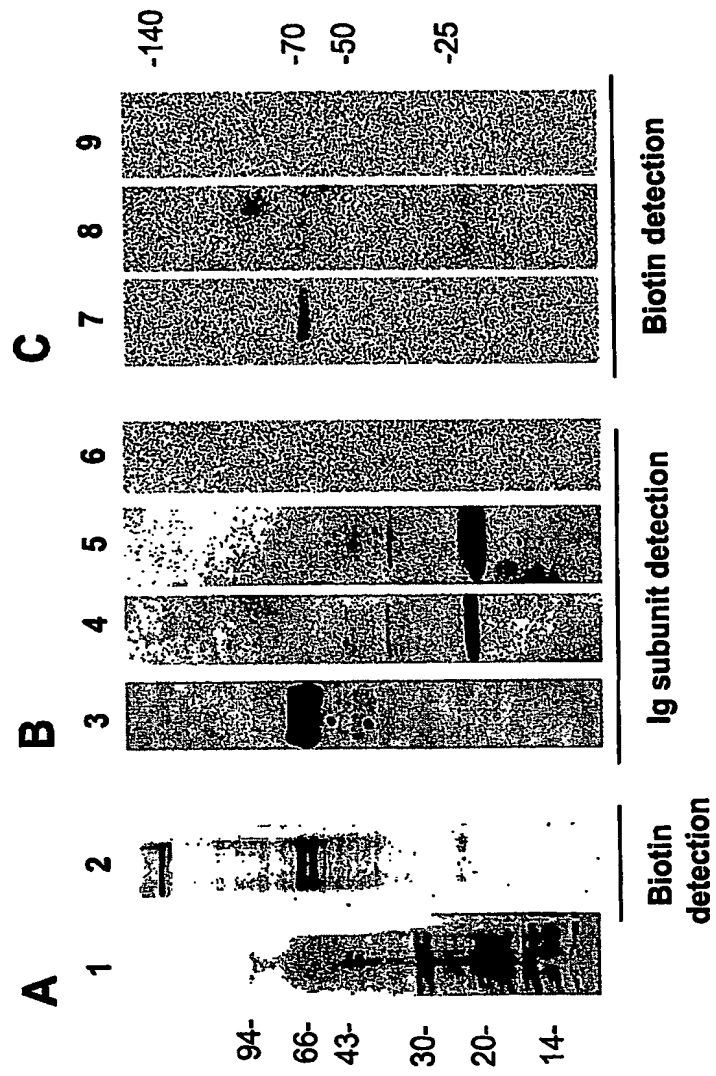 A
B
C
1
2
3
4
5
6
7
8
9
94-
66-
43-
30-
20-
14-
-140
-70
-50
-25
Biotin
detection
Ig subunit detection
Biotin detection